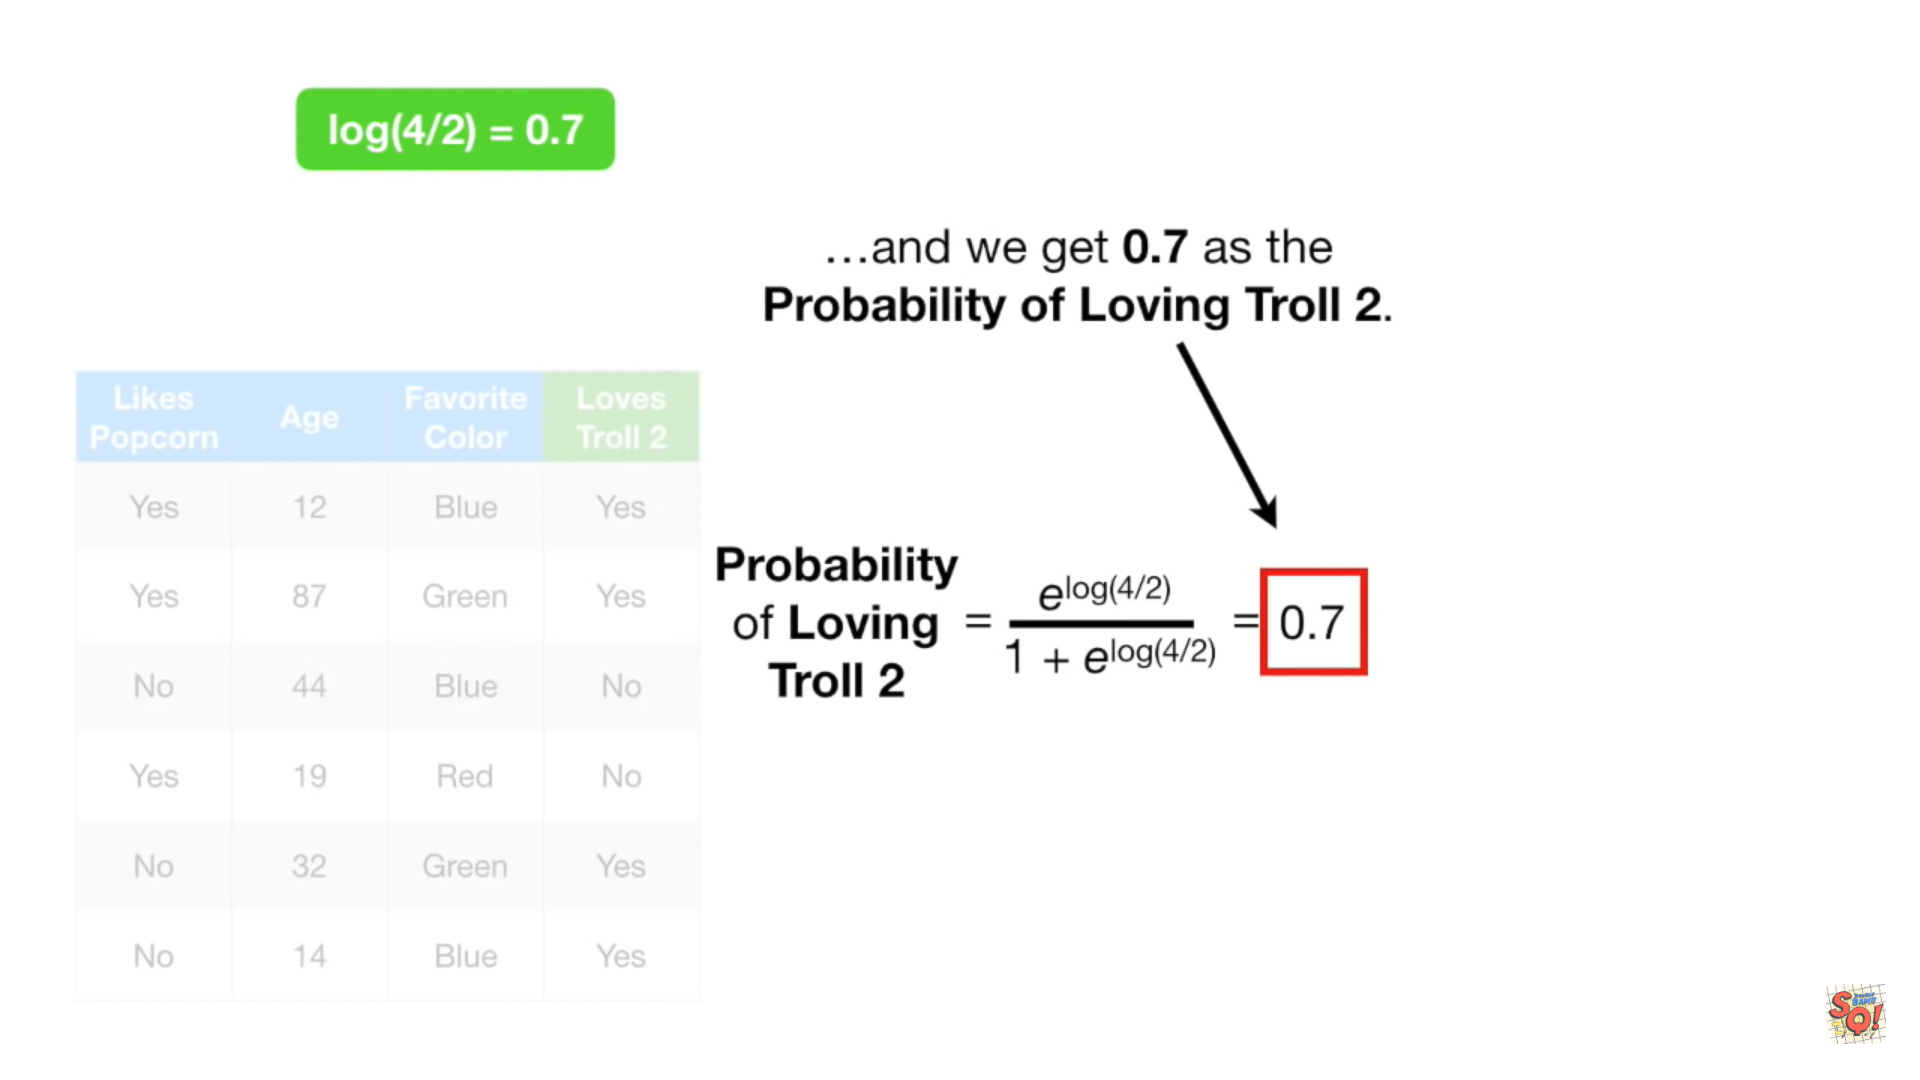 log(4/2) = 0.7
...and we get 0.7 as the
Probability of Loving Troll 2.
Likes Popcorn Age Favorite Color Loves Troll 2
Yes 12 Blue Yes
Yes 87 Green Yes
No 44 Blue No
Yes 19 Red No
No 32 Green Yes
No 14 Blue Yes
Probability
of Loving
Troll 2
= e^log(4/2) / 1 + e^log(4/2) = 0.7
SQ!